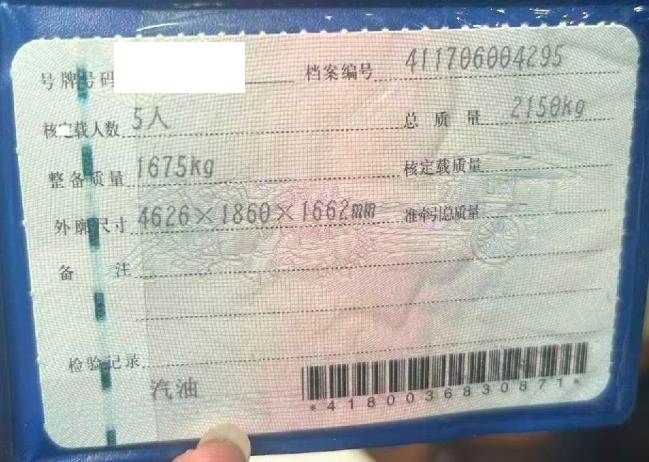 号牌号码 档案编号 411706004295
核定载人数 5人 总质量 2150kg
整备质量 1675kg 核定载质量
外廓尺寸 4626×1860×1662mm 准牵引总质量
备注
检验记录
汽油
*4180036830871*